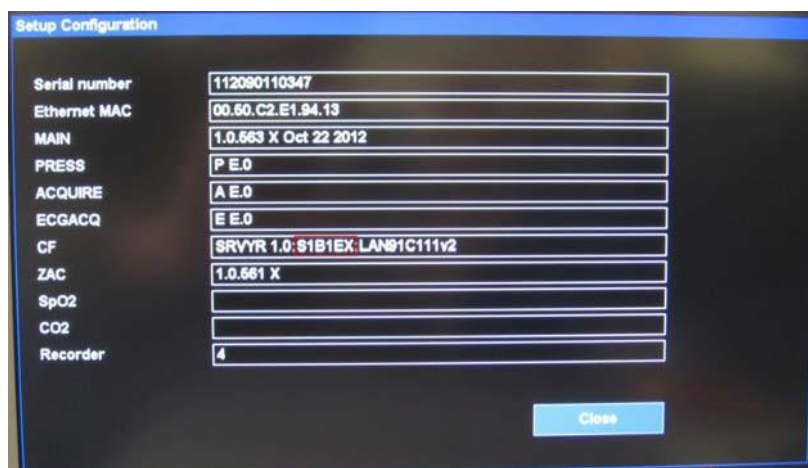 Setup Configuration
Serial number 112090110347
Ethernet MAC 00.50.C2.E1.94.13
MAIN 1.0.563 X Oct 22 2012
PRESS P E.0
ACQUIRE A E.0
ECGACQ E E.0
CF SRVYR 1.0:S1B1EX:LAN91C111v2
ZAC 1.0.561 X
SpO2
CO2
Recorder 4
Close